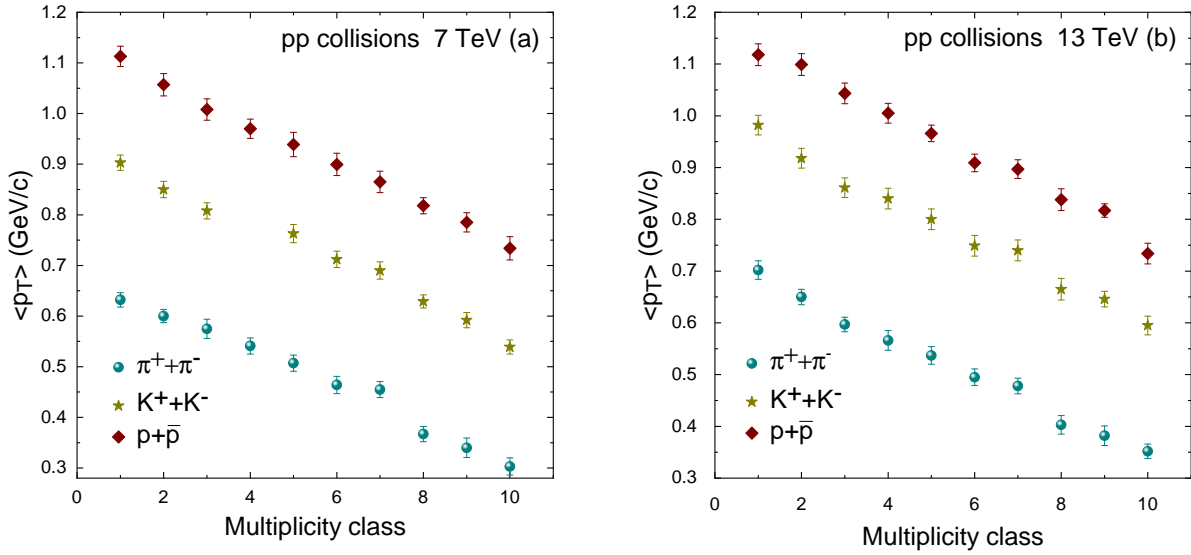 pp collisions 7 TeV (a)
<pT> (GeV/c)
1.2
1.1
1.0
0.9
0.8
0.7
0.6
0.5
0.4
0.3
π⁺+π⁻
K⁺+K⁻
p+p̄
0 2 4 6 8 10
Multiplicity class
pp collisions 13 TeV (b)
<pT> (GeV/c)
1.2
1.1
1.0
0.9
0.8
0.7
0.6
0.5
0.4
0.3
π⁺+π⁻
K⁺+K⁻
p+p̄
0 2 4 6 8 10
Multiplicity class